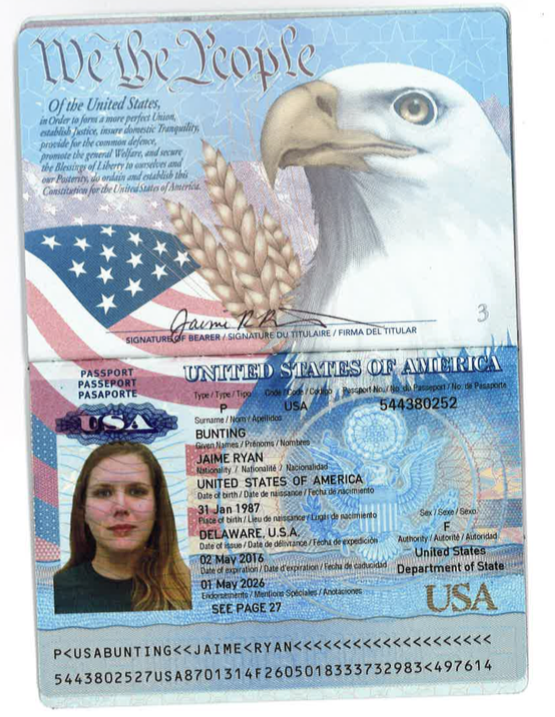 We the People
Of the United States,
in Order to form a more perfect Union,
establish Justice, insure domestic Tranquility,
provide for the common defence,
promote the general Welfare, and secure
the Blessings of Liberty to ourselves and
our Posterity, do ordain and establish this
Constitution for the United States of America.
3
SIGNATURE OF BEARER / SIGNATURE DU TITULAIRE / FIRMA DEL TITULAR
PASSPORT
PASSEPORT
PASAPORTE
UNITED STATES OF AMERICA
Type / Type / Tipo Code / Code / Codigo Passport No. / No. du Passeport / No. de Pasaporte
P USA 544380252
USA
Surname / Nom / Apellidos
BUNTING
Given Names / Prénoms / Nombres
JAIME RYAN
Nationality / Nationalité / Nacionalidad
UNITED STATES OF AMERICA
Date of birth / Date de naissance / Fecha de nacimiento
31 Jan 1987
Place of birth / Lieu de naissance / Lugar de nacimiento Sex / Sexe / Sexo
DELAWARE, U.S.A. F
Date of issue / Date de délivrance / Fecha de expedición Authority / Autorité / Autoridad
02 May 2016 United States
Date of expiration / Date d'expiration / Fecha de caducidad Department of State
01 May 2026
Endorsements / Mentions Spéciales / Anotaciones
SEE PAGE 27 USA
P<USABUNTING<<JAIME<RYAN<<<<<<<<<<<<<<<<<<<<
5443802527USA8701314F2605018333732983<497614